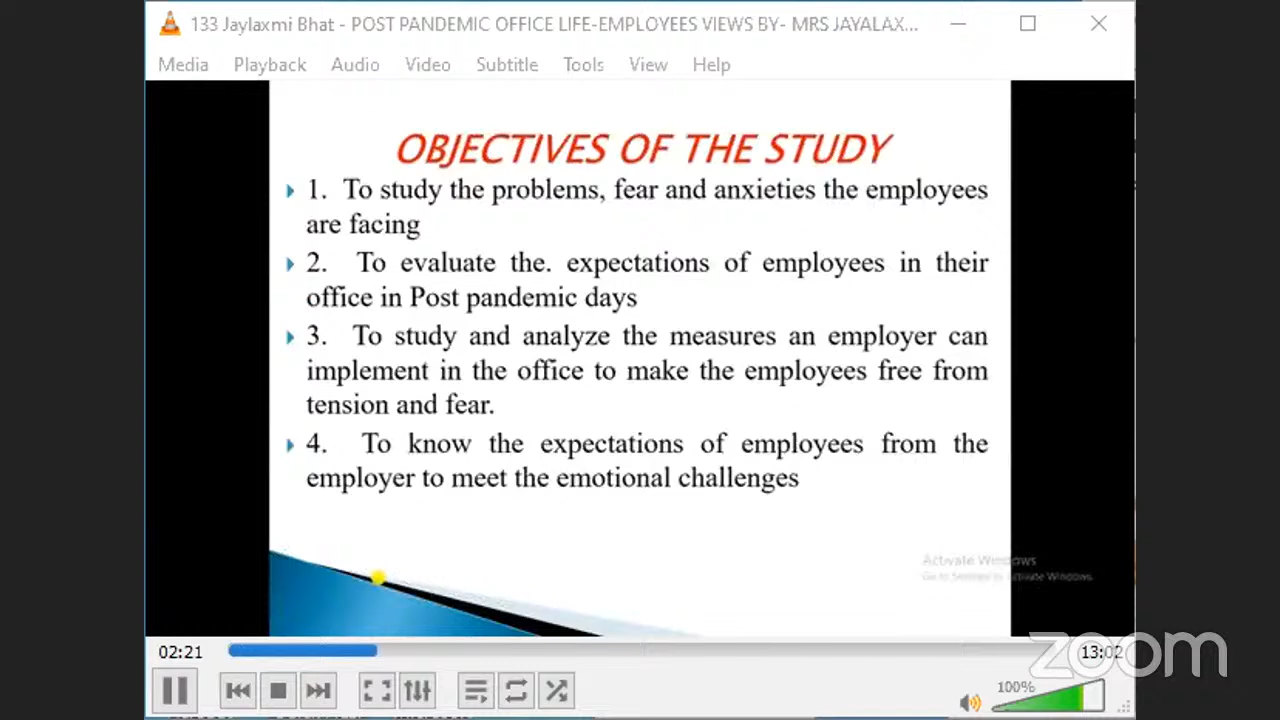 133 Jaylaxmi Bhat - POST PANDEMIC OFFICE LIFE-EMPLOYEES VIEWS BY- MRS JAYALAX...
Media Playback Audio Video Subtitle Tools View Help
OBJECTIVES OF THE STUDY
1. To study the problems, fear and anxieties the employees
are facing
2. To evaluate the. expectations of employees in their
office in Post pandemic days
3. To study and analyze the measures an employer can
implement in the office to make the employees free from
tension and fear.
4. To know the expectations of employees from the
employer to meet the emotional challenges
Activate Windows
Go to Settings to Activate Windows.
02:21
13:02
zoom
100%